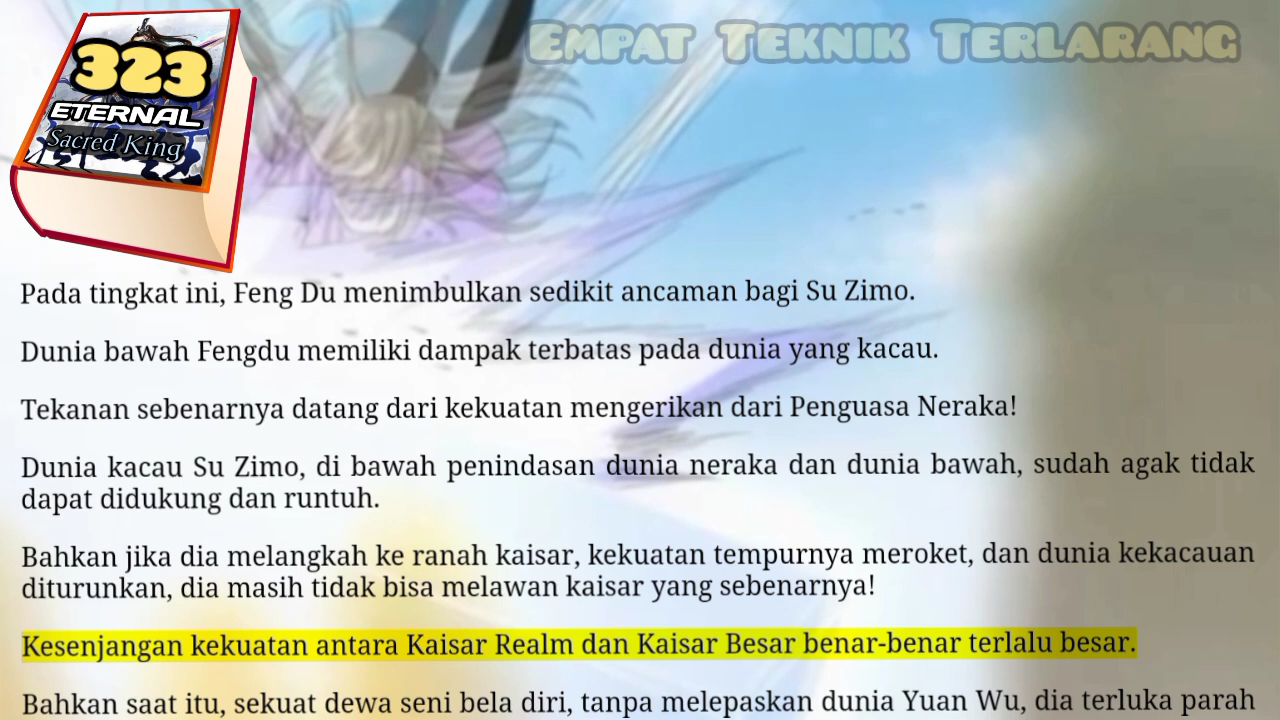 Empat Teknik Terlarang
323
ETERNAL
Sacred King
Pada tingkat ini, Feng Du menimbulkan sedikit ancaman bagi Su Zimo.
Dunia bawah Fengdu memiliki dampak terbatas pada dunia yang kacau.
Tekanan sebenarnya datang dari kekuatan mengerikan dari Penguasa Neraka!
Dunia kacau Su Zimo, di bawah penindasan dunia neraka dan dunia bawah, sudah agak tidak
dapat didukung dan runtuh.
Bahkan jika dia melangkah ke ranah kaisar, kekuatan tempurnya meroket, dan dunia kekacauan
diturunkan, dia masih tidak bisa melawan kaisar yang sebenarnya!
Kesenjangan kekuatan antara Kaisar Realm dan Kaisar Besar benar-benar terlalu besar.
Bahkan saat itu, sekuat dewa seni bela diri, tanpa melepaskan dunia Yuan Wu, dia terluka parah